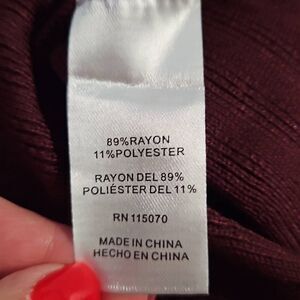 89%RAYON
11%POLYESTER
RAYON DEL 89%
POLIÉSTER DEL 11%
RN 115070
MADE IN CHINA
HECHO EN CHINA